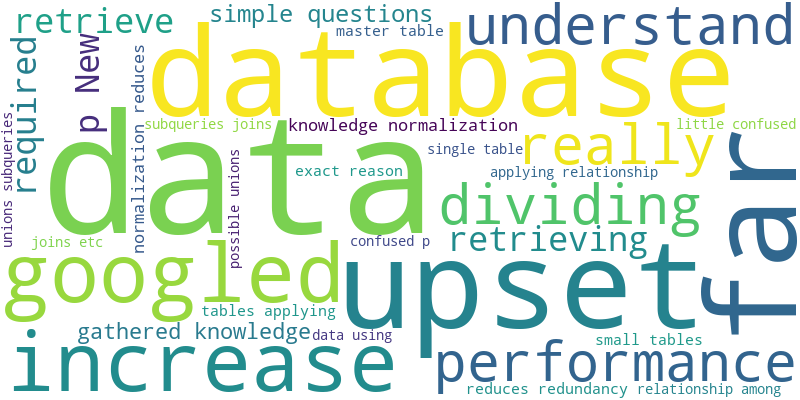 retrieve
simple questions
master table
understand
required
p New
normalization reduces
database
unions subqueries
subqueries joins
knowledge normalization
really
little confused
data
possible unions
exact reason
single table
applying relationship
far
dividing
joins etc
confused p
retrieving
googled
upset
tables applying
gathered knowledge
data using
small tables
increase
performance
reduces redundancy
relationship among